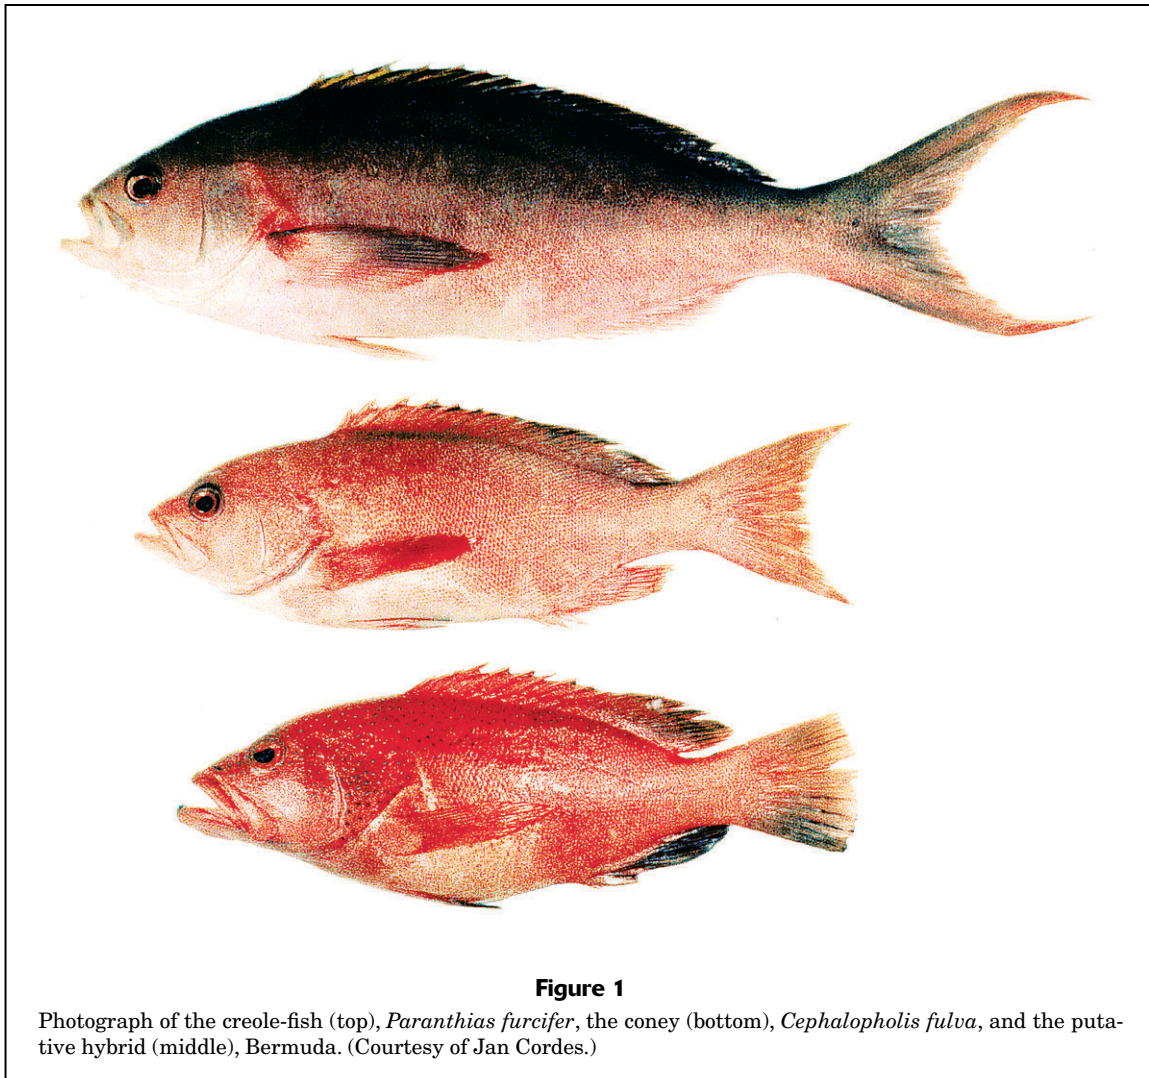 Figure 1
Photograph of the creole-fish (top), Paranthias furcifer, the coney (bottom), Cephalopholis fulva, and the puta-
tive hybrid (middle), Bermuda. (Courtesy of Jan Cordes.)